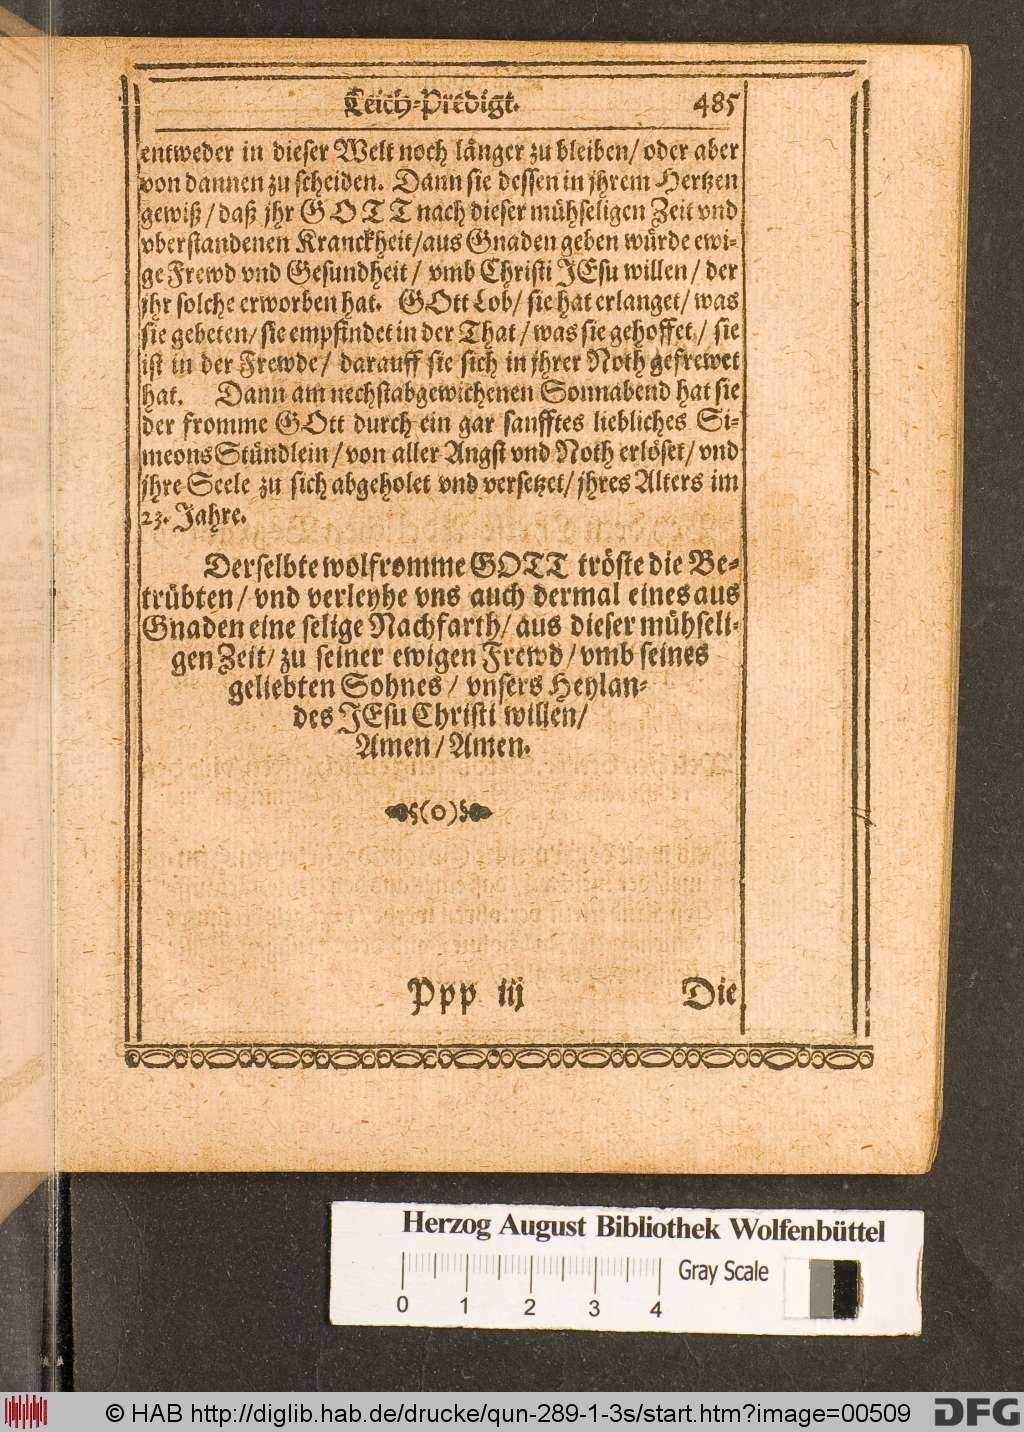 Leich-Predigt. 485
entweder in dieser Welt noch länger zu bleiben/ oder aber
von dannen zu scheiden. Dann sie dessen in jhrem Hertzen
gewiß/ daß jhr GOTT nach dieser mühseligen Zeit vnd
vberstandenen Kranckheit/ aus Gnaden geben würde ewi-
ge Frewd vnd Gesundheit/ vmb Christi JEsu willen/ der
jhr solche erworben hat. GOtt Lob/ sie hat erlanget/ was
sie gebeten/ sie empfindet in der That/ was sie gehoffet/ sie
ist in der Frewde/ darauff sie sich in jhrer Noth gefrewet
hat. Dann am nechstabgewichenen Sonnabend hat sie
der fromme GOtt durch ein gar sanfftes liebliches Si-
meons Stündlein/ von aller Angst vnd Noth erlöset/ vnd
jhre Seele zu sich abgeholet vnd versetzet/ jhres Alters im
23. Jahre.
Derselbte wolfromme GOTT tröste die Be-
trübten/ vnd verleyhe vns auch dermal eines aus
Gnaden eine selige Nachfarth/ aus dieser mühseli-
gen Zeit/ zu seiner ewigen Frewd/ vmb seines
geliebten Sohnes/ vnsers Heylan-
des JEsu Christi willen/
Amen/ Amen.
(o)
Ppp iij Die
Herzog August Bibliothek Wolfenbüttel
Gray Scale
0 1 2 3 4
© HAB http://diglib.hab.de/drucke/qun-289-1-3s/start.htm?image=00509 DFG